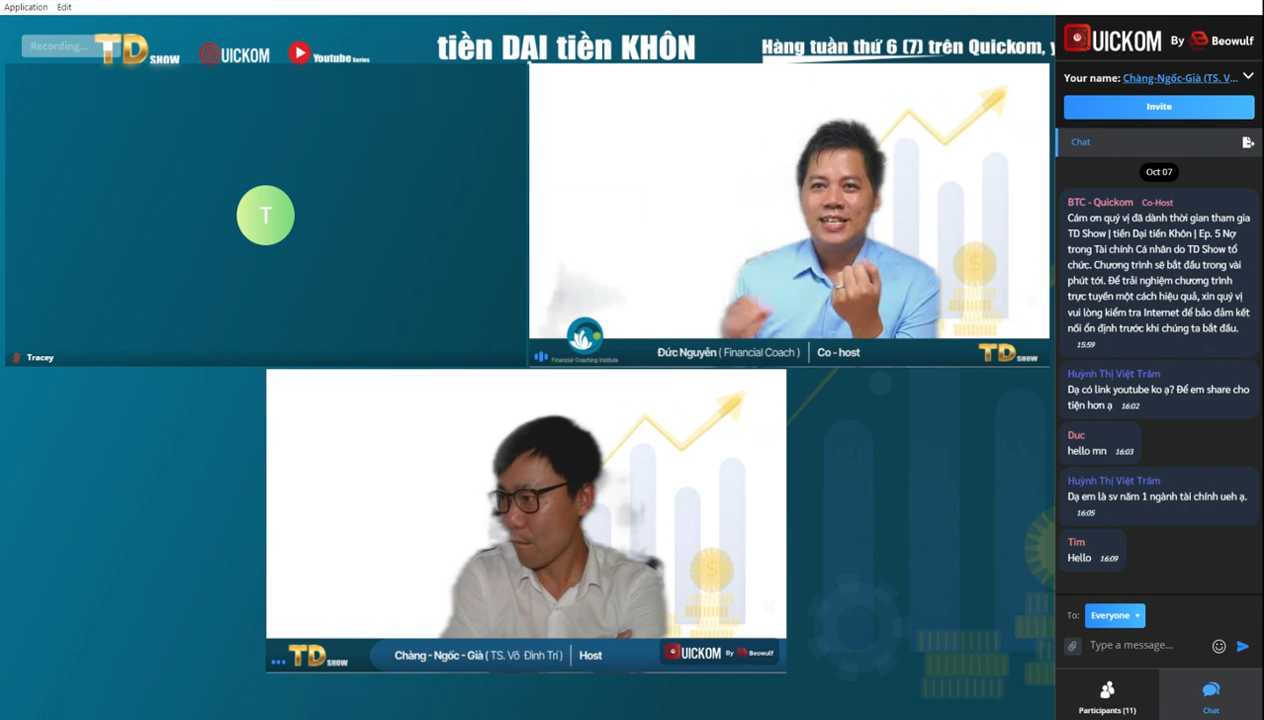 Application Edit
Recording...
TD SHOW
QUICKOM
Youtube Series
tiền DẠI tiền KHÔN
Hàng tuần thứ 6 (7) trên Quickom, y
T
Tracey
Financial Coaching Institute
Đức Nguyễn ( Financial Coach )
Co - host
TD SHOW
TD SHOW
Chàng - Ngốc - Già ( TS. Võ Đình Trí )
Host
QUICKOM By Beowulf
QUICKOM By Beowulf
Your name: Chàng-Ngốc-Già (TS. V...
Invite
Chat
Oct 07
BTC - Quickom Co-Host
Cảm ơn quý vị đã dành thời gian tham gia
TD Show | tiền Dại tiền Khôn | Ep. 5 Nợ
trong Tài chính Cá nhân do TD Show tổ
chức. Chương trình sẽ bắt đầu trong vài
phút tới. Để trải nghiệm chương trình
trực tuyến một cách hiệu quả, xin quý vị
vui lòng kiểm tra Internet để bảo đảm kết
nối ổn định trước khi chúng ta bắt đầu.
15:59
Huỳnh Thị Việt Trâm
Dạ có link youtube ko ạ? Để em share cho
tiện hơn ạ 16:02
Duc
hello mn 16:03
Huỳnh Thị Việt Trâm
Dạ em là sv năm 1 ngành tài chính ueh ạ.
16:05
Tim
Hello 16:09
To: Everyone
Type a message...
Participants (11)
Chat